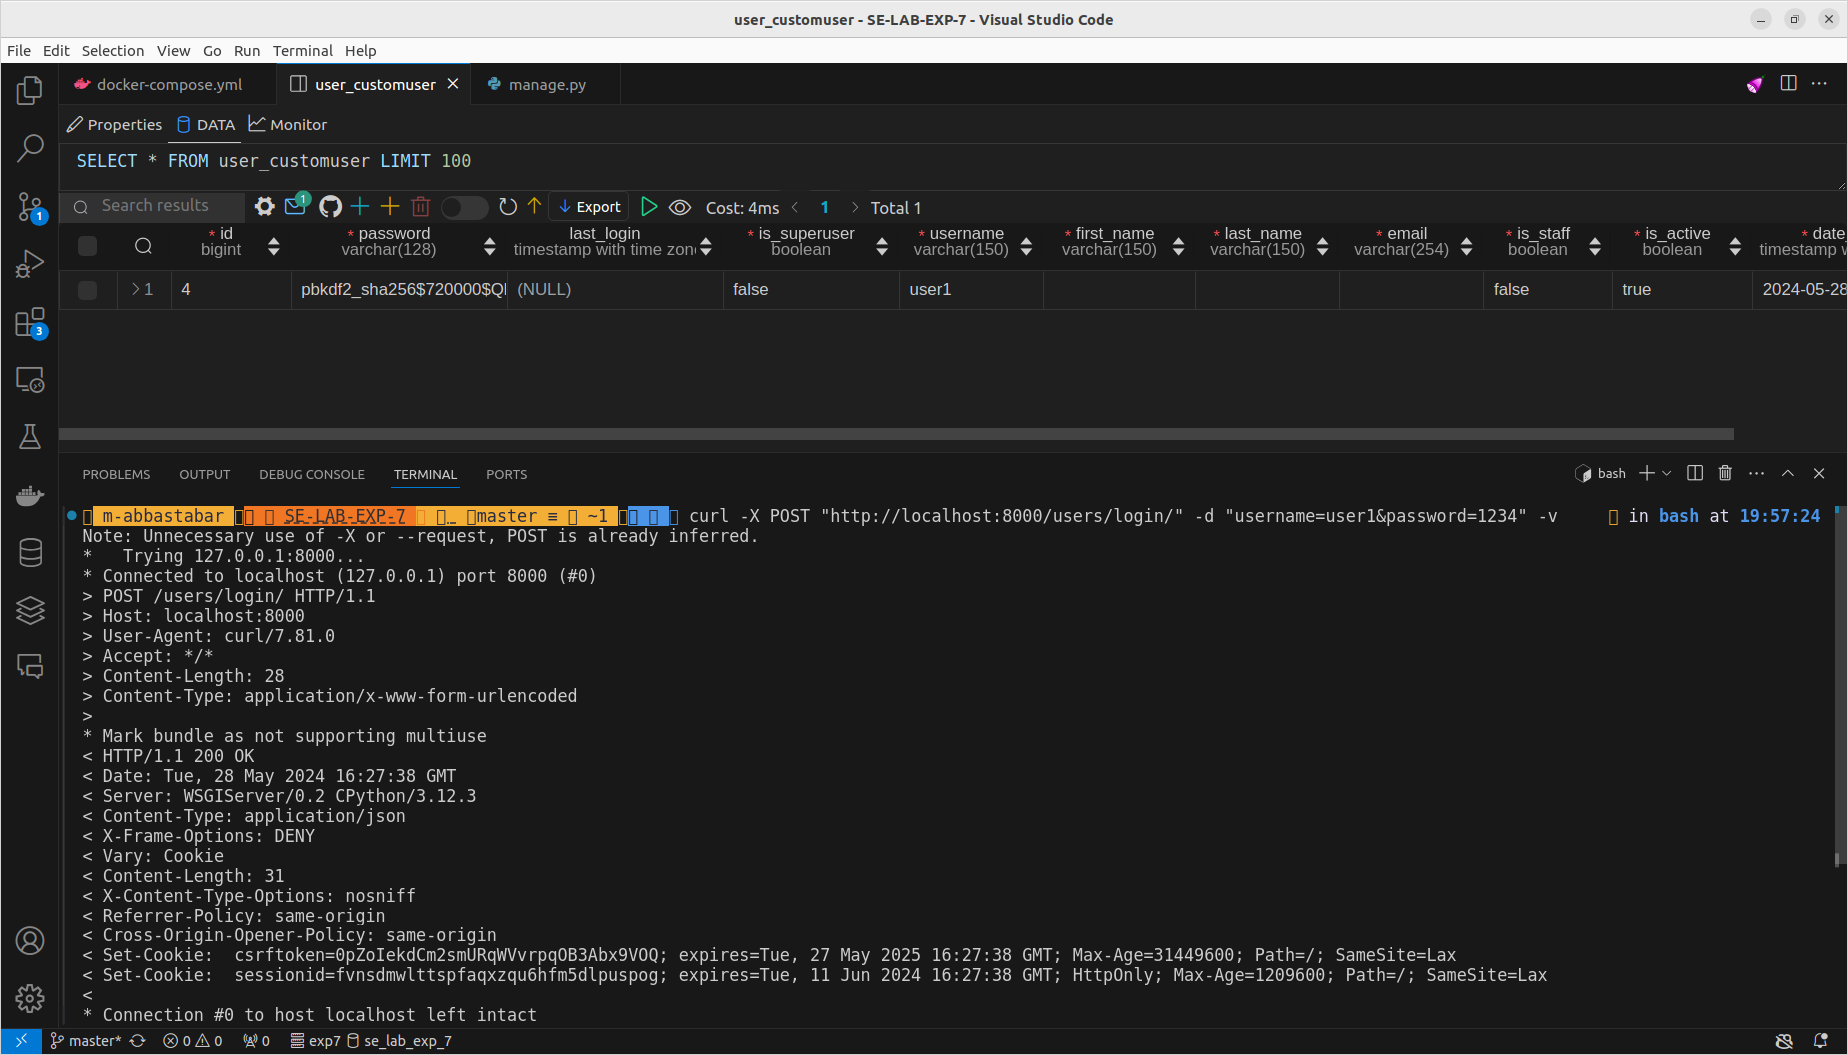 user_customuser - SE-LAB-EXP-7 - Visual Studio Code
File Edit Selection View Go Run Terminal Help
docker-compose.yml user_customuser manage.py
Properties DATA Monitor
SELECT * FROM user_customuser LIMIT 100
Search results 1 Export Cost: 4ms 1 Total 1
* id * password last_login * is_superuser * username * first_name * last_name * email * is_staff * is_active * date
bigint varchar(128) timestamp with time zon boolean varchar(150) varchar(150) varchar(150) varchar(254) boolean boolean timestamp w
1 4 pbkdf2_sha256$720000$Ql (NULL) false user1 false true 2024-05-28
1
3
PROBLEMS OUTPUT DEBUG CONSOLE TERMINAL PORTS bash
m-abbastabar SE-LAB-EXP-7 master ≡ ~1 curl -X POST "http://localhost:8000/users/login/" -d "username=user1&password=1234" -v in bash at 19:57:24
Note: Unnecessary use of -X or --request, POST is already inferred.
*   Trying 127.0.0.1:8000...
* Connected to localhost (127.0.0.1) port 8000 (#0)
> POST /users/login/ HTTP/1.1
> Host: localhost:8000
> User-Agent: curl/7.81.0
> Accept: */*
> Content-Length: 28
> Content-Type: application/x-www-form-urlencoded
>
* Mark bundle as not supporting multiuse
< HTTP/1.1 200 OK
< Date: Tue, 28 May 2024 16:27:38 GMT
< Server: WSGIServer/0.2 CPython/3.12.3
< Content-Type: application/json
< X-Frame-Options: DENY
< Vary: Cookie
< Content-Length: 31
< X-Content-Type-Options: nosniff
< Referrer-Policy: same-origin
< Cross-Origin-Opener-Policy: same-origin
< Set-Cookie:  csrftoken=0pZoIekdCm2smURqWVvrpqOB3Abx9VOQ; expires=Tue, 27 May 2025 16:27:38 GMT; Max-Age=31449600; Path=/; SameSite=Lax
< Set-Cookie:  sessionid=fvnsdmwlttspfaqxzqu6hfm5dlpuspog; expires=Tue, 11 Jun 2024 16:27:38 GMT; HttpOnly; Max-Age=1209600; Path=/; SameSite=Lax
<
* Connection #0 to host localhost left intact
master* 0 0 0 exp7 se_lab_exp_7